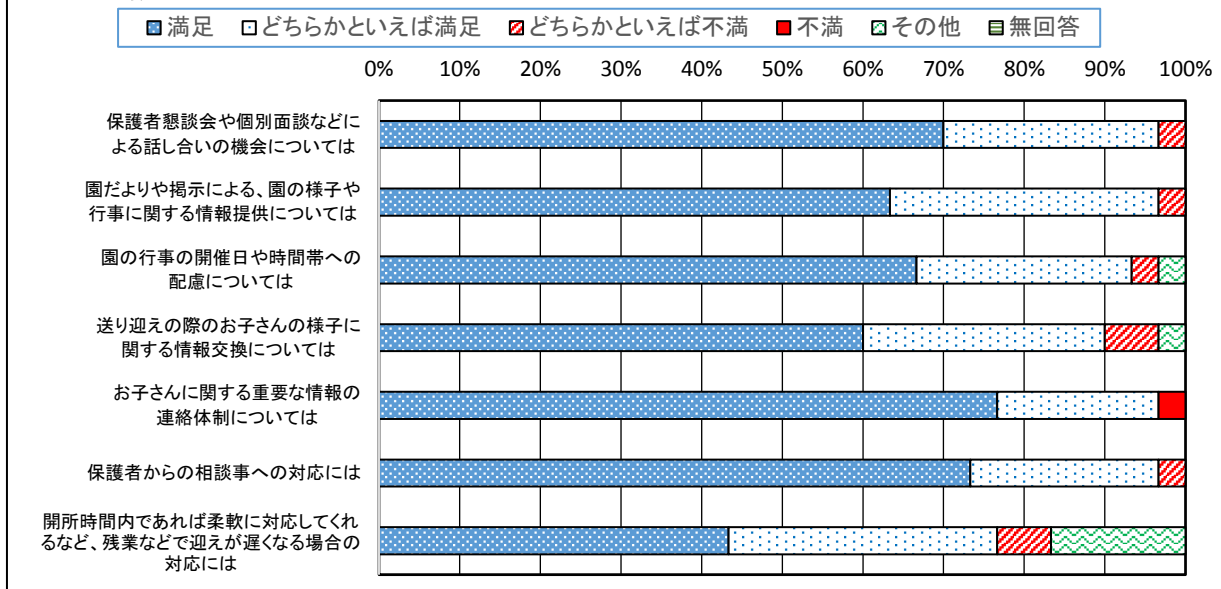 満足 どちらかといえば満足 どちらかといえば不満 不満 その他 無回答
0% 10% 20% 30% 40% 50% 60% 70% 80% 90% 100%
保護者懇談会や個別面談などに
よる話し合いの機会については
園だよりや掲示による、園の様子や
行事に関する情報提供については
園の行事の開催日や時間帯への
配慮については
送り迎えの際のお子さんの様子に
関する情報交換については
お子さんに関する重要な情報の
連絡体制については
保護者からの相談事への対応には
開所時間内であれば柔軟に対応してくれ
るなど、残業などで迎えが遅くなる場合の
対応には